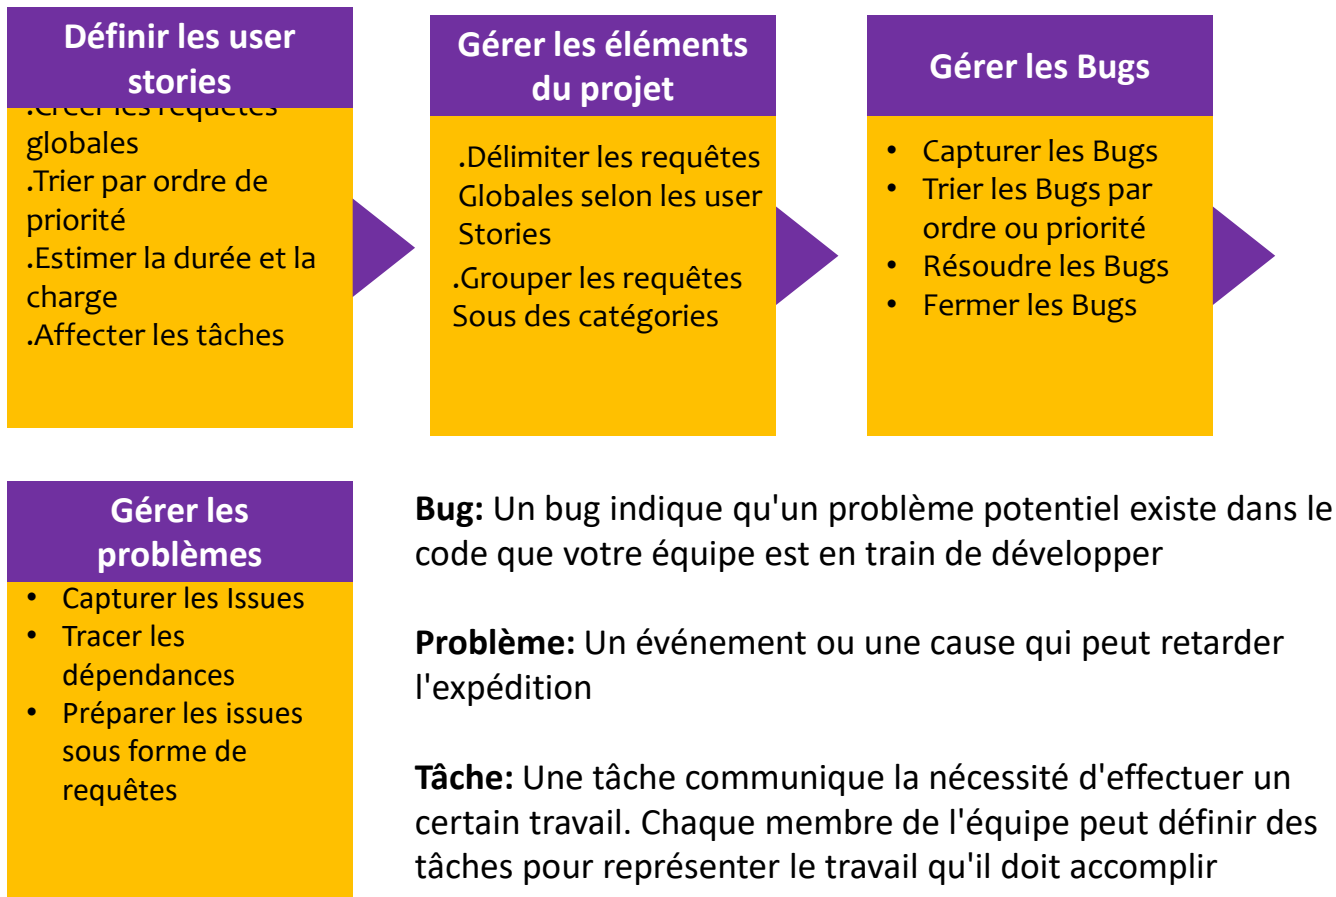 Définir les user
stories
.Créer les requêtes
globales
.Trier par ordre de
priorité
.Estimer la durée et la
charge
.Affecter les tâches
Gérer les éléments
du projet
.Délimiter les requêtes
Globales selon les user
Stories
.Grouper les requêtes
Sous des catégories
Gérer les Bugs
• Capturer les Bugs
• Trier les Bugs par
ordre ou priorité
• Résoudre les Bugs
• Fermer les Bugs
Gérer les
problèmes
• Capturer les Issues
• Tracer les
dépendances
• Préparer les issues
sous forme de
requêtes
Bug: Un bug indique qu'un problème potentiel existe dans le
code que votre équipe est en train de développer
Problème: Un événement ou une cause qui peut retarder
l'expédition
Tâche: Une tâche communique la nécessité d'effectuer un
certain travail. Chaque membre de l'équipe peut définir des
tâches pour représenter le travail qu'il doit accomplir